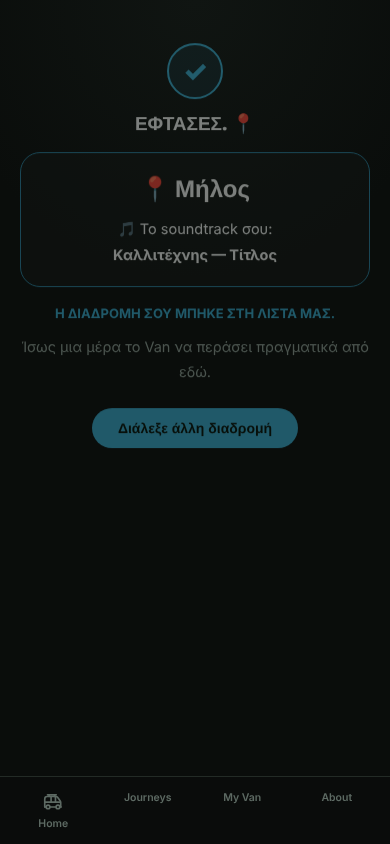 ΕΦΤΑΣΕΣ. 📍
📍 Μήλος
🎵 Το soundtrack σου:
Καλλιτέχνης — Τίτλος
Η ΔΙΑΔΡΟΜΗ ΣΟΥ ΜΠΗΚΕ ΣΤΗ ΛΙΣΤΑ ΜΑΣ.
Ίσως μια μέρα το Van να περάσει πραγματικά από
εδώ.
Διάλεξε άλλη διαδρομή
Home
Journeys
My Van
About